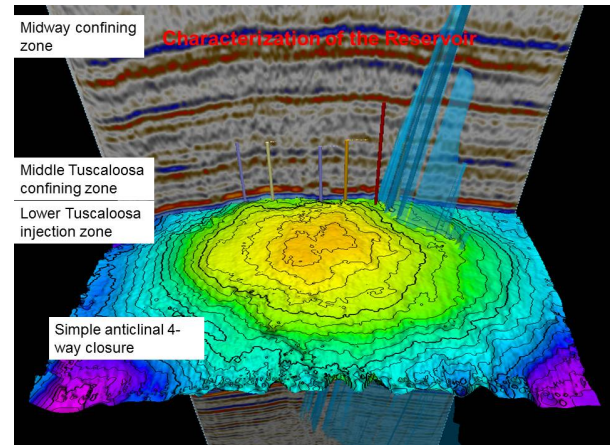 Midway confining
zone
Characterization of the Reservoir
Middle Tuscaloosa
confining zone
Lower Tuscaloosa
injection zone
Simple anticlinal 4-
way closure